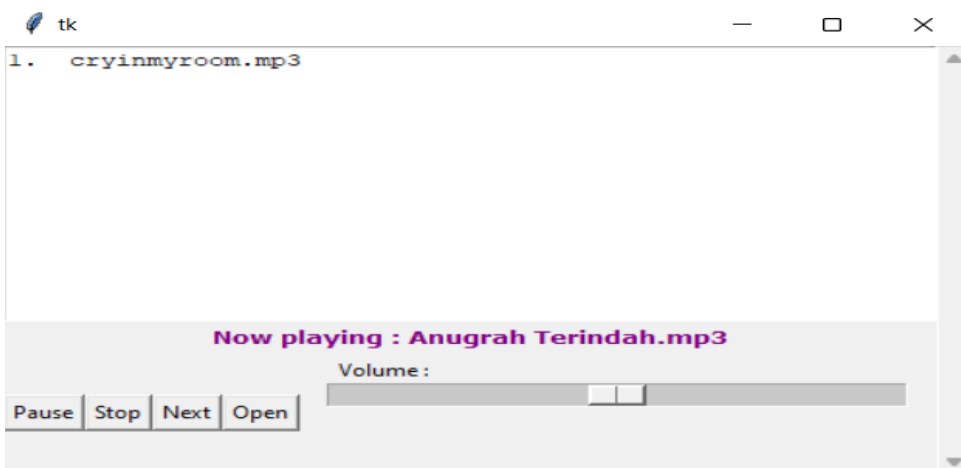 tk
1. cryinmyroom.mp3
Now playing : Anugrah Terindah.mp3
Volume :
Pause Stop Next Open